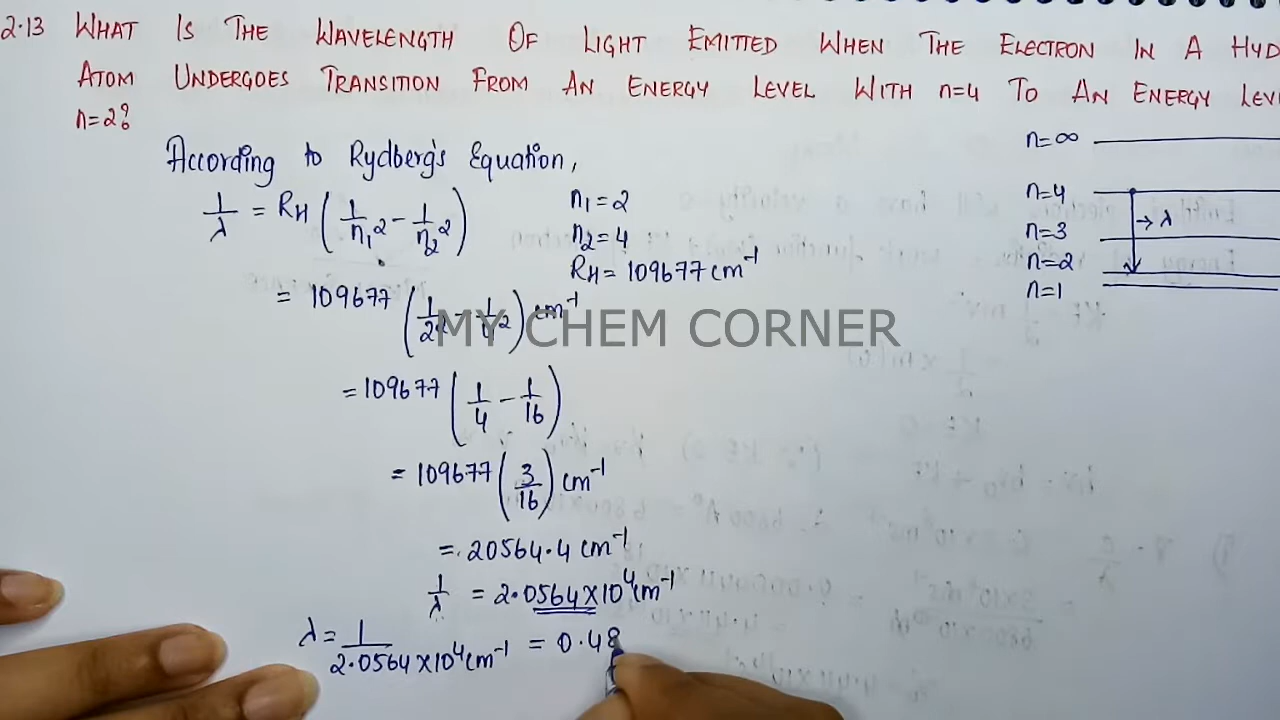 2.13 WHAT IS THE WAVELENGTH OF LIGHT EMITTED WHEN THE ELECTRON IN A HYD
ATOM UNDERGOES TRANSITION FROM AN ENERGY LEVEL WITH n=4 TO AN ENERGY LEV
n=2?
According to Rydberg's Equation,
1/λ = RH (1/n₁² − 1/n₂²)
n₁ = 2
n₂ = 4
RH = 109677 cm⁻¹
= 109677 (1/2² − 1/4²) cm⁻¹
= 109677 (1/4 − 1/16)
= 109677 (3/16) cm⁻¹
= 20564.4 cm⁻¹
1/λ = 2.0564×10⁴ cm⁻¹
λ = 1/2.0564×10⁴ cm⁻¹ = 0.48
n=∞
n=4
→ λ
n=3
n=2
n=1
MY CHEM CORNER